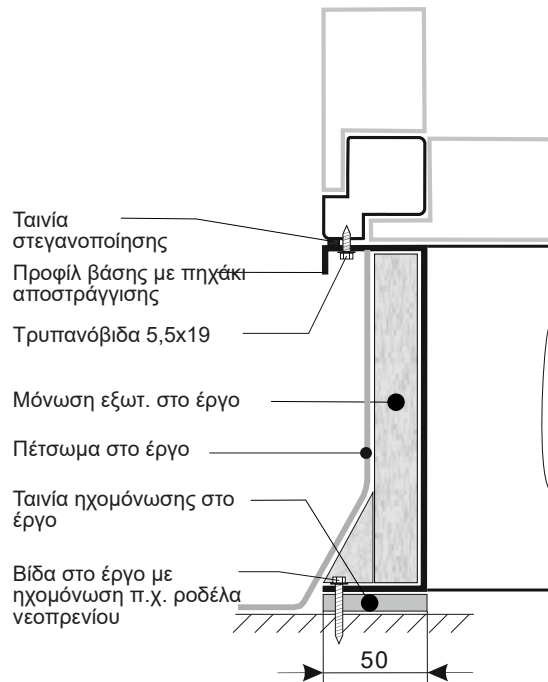 Ταινία
στεγανοποίησης
Προφίλ βάσης με πηχάκι
αποστράγγισης
Τρυπανόβιδα 5,5x19
Μόνωση εξωτ. στο έργο
Πέτσωμα στο έργο
Ταινία ηχομόνωσης στο
έργο
Βίδα στο έργο με
ηχομόνωση π.χ. ροδέλα
νεοπρενίου
50